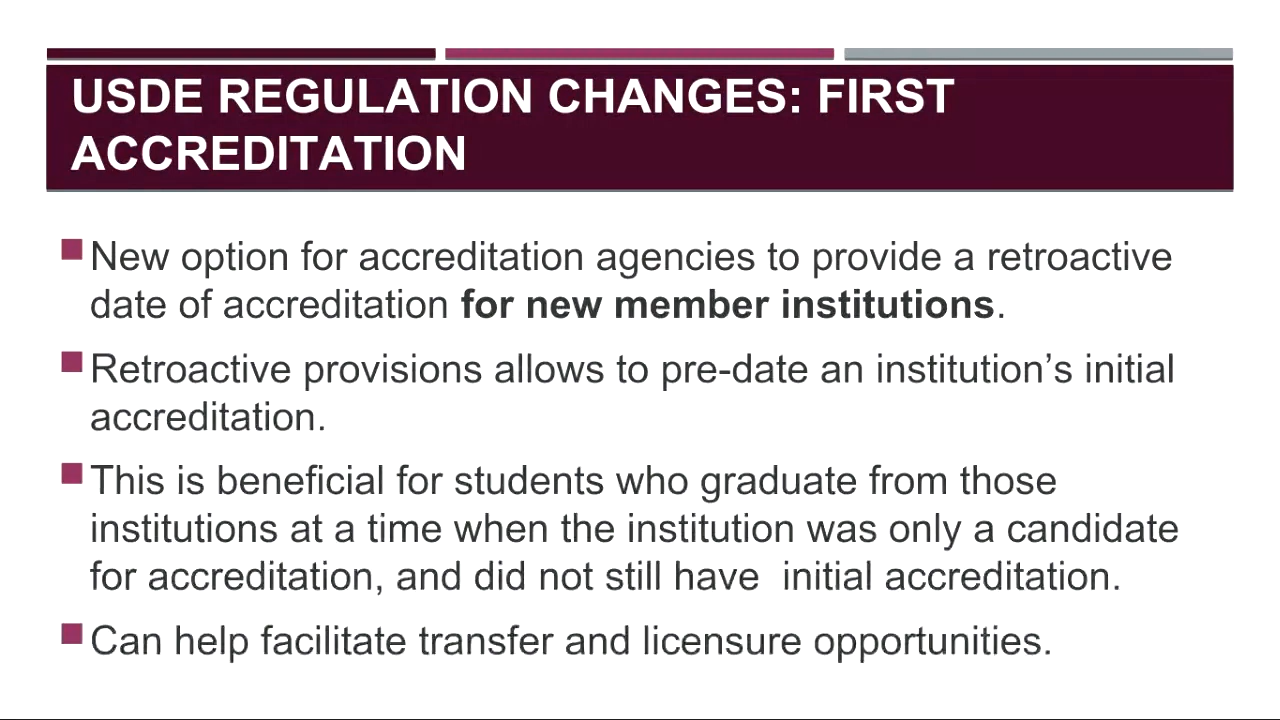 USDE REGULATION CHANGES: FIRST
ACCREDITATION
New option for accreditation agencies to provide a retroactive
date of accreditation for new member institutions.
Retroactive provisions allows to pre-date an institution’s initial
accreditation.
This is beneficial for students who graduate from those
institutions at a time when the institution was only a candidate
for accreditation, and did not still have  initial accreditation.
Can help facilitate transfer and licensure opportunities.